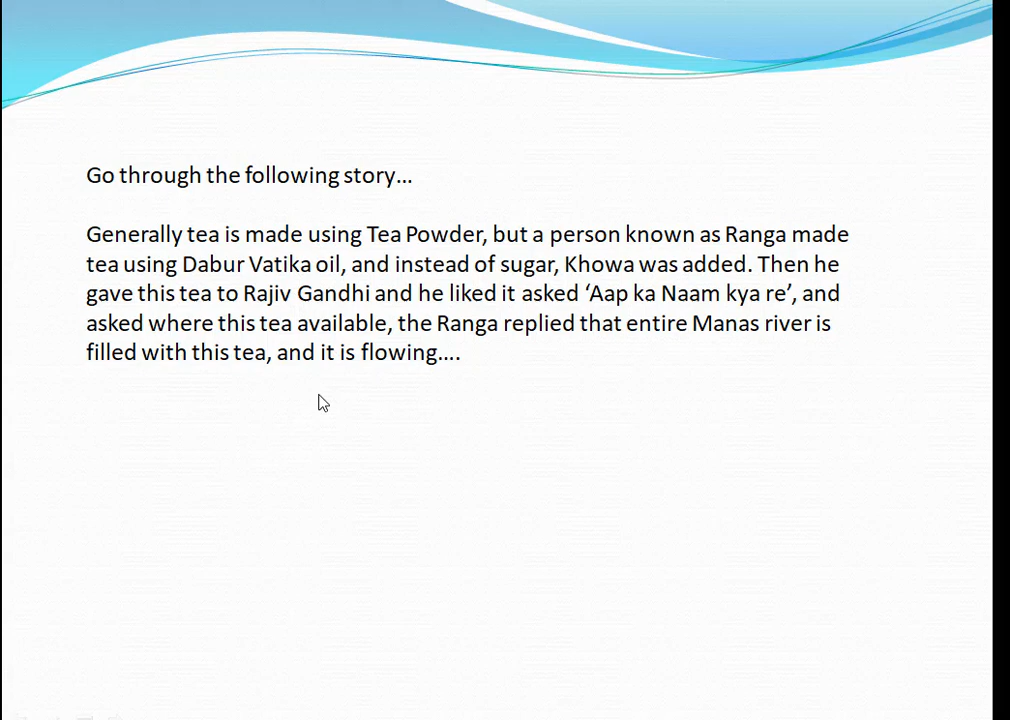 Go through the following story...
Generally tea is made using Tea Powder, but a person known as Ranga made
tea using Dabur Vatika oil, and instead of sugar, Khowa was added. Then he
gave this tea to Rajiv Gandhi and he liked it asked ‘Aap ka Naam kya re’, and
asked where this tea available, the Ranga replied that entire Manas river is
filled with this tea, and it is flowing....